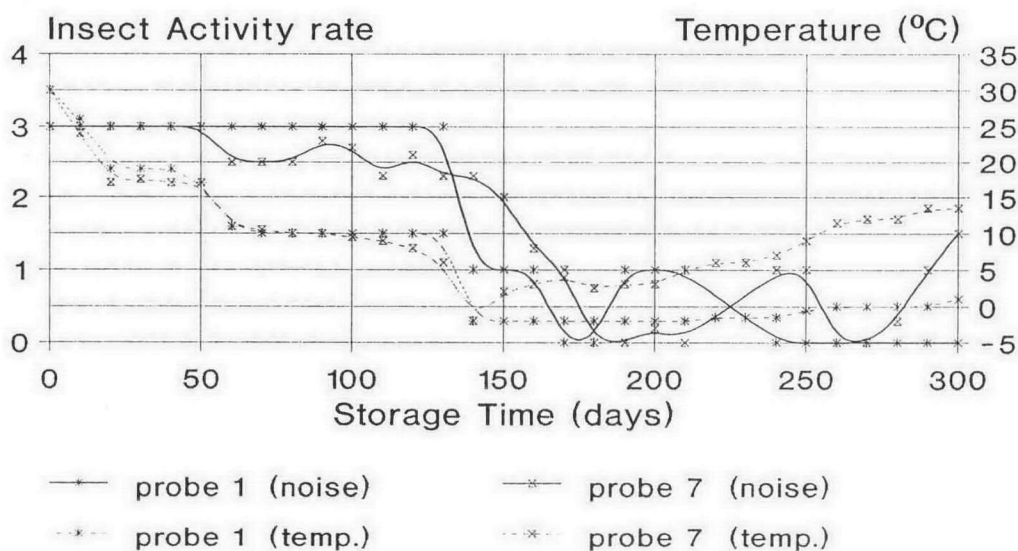 Insect Activity rate Temperature (ºC)
4 35
30
3 25
20
2 15
10
1 5
0
0 -5
0 50 100 150 200 250 300
Storage Time (days)
probe 1 (noise) probe 7 (noise)
probe 1 (temp.) probe 7 (temp.)